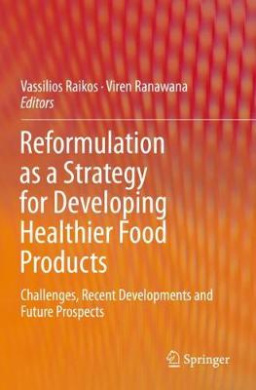 Vassilios Raikos · Viren Ranawana
Editors
Reformulation
as a Strategy
for Developing
Healthier Food
Products
Challenges, Recent Developments and
Future Prospects
Springer